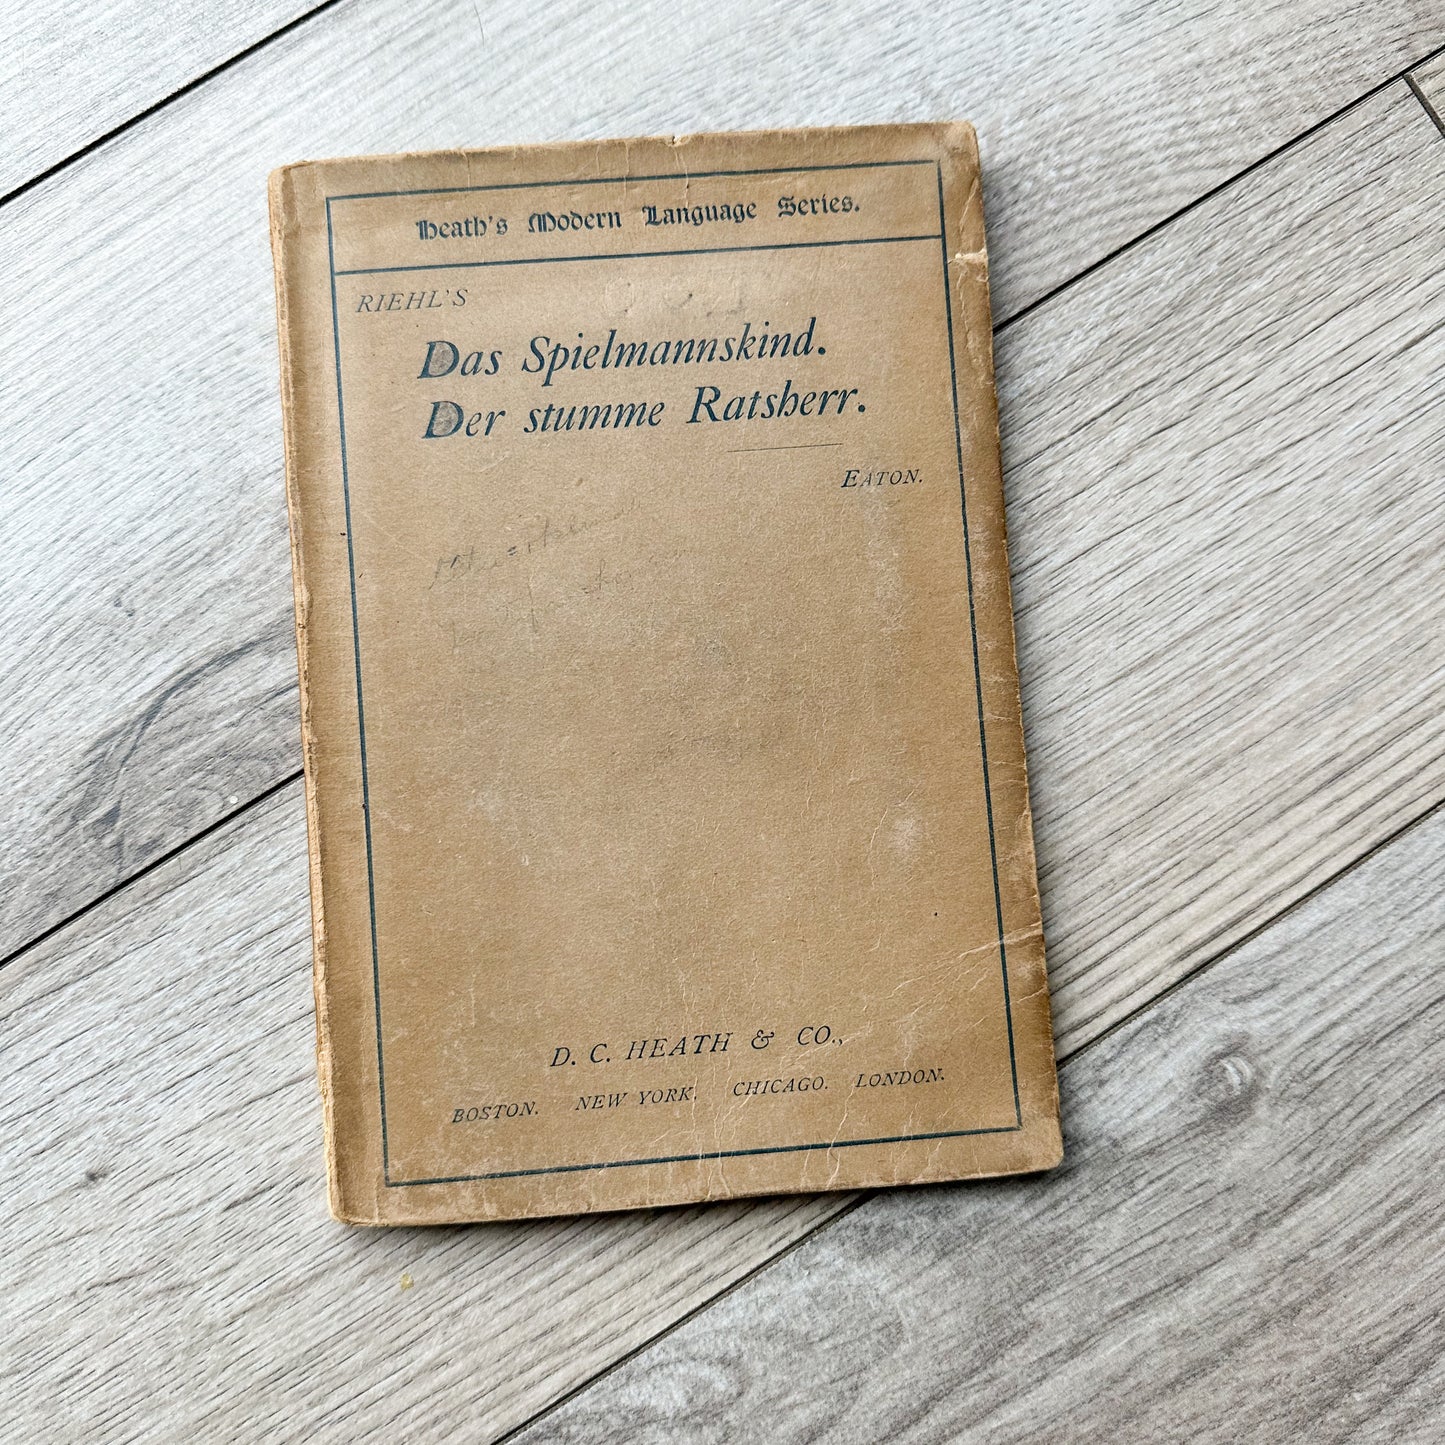 Heath's Modern Language Series.
RIEHL'S
Das Spielmannskind.
Der stumme Ratsherr.
EATON.
D. C. HEATH & CO.,
BOSTON. NEW YORK. CHICAGO. LONDON.